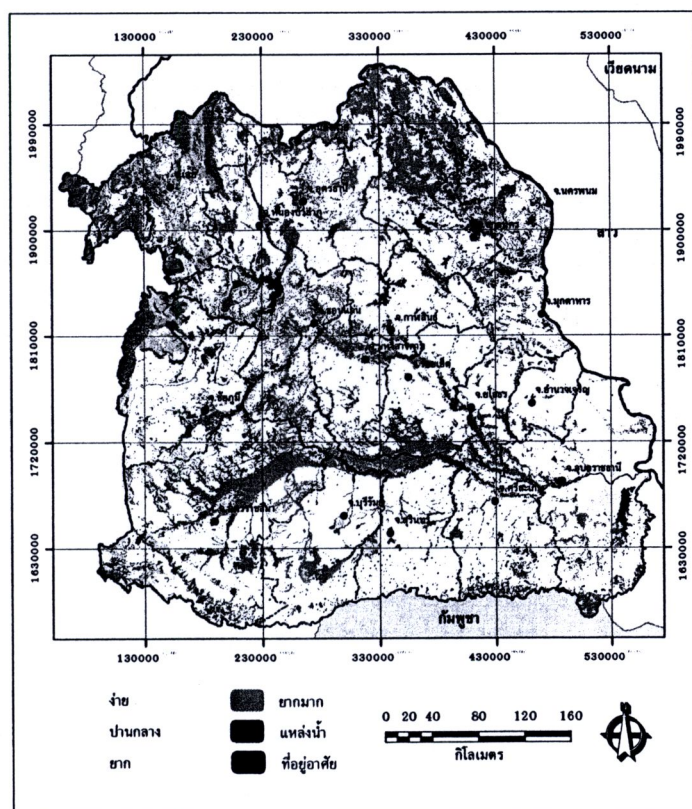 130000 230000 330000 430000 530000
เวียดนาม
1990000 1990000
จ.นครพนม
1900000 ลาว 1900000
จ.มุกดาหาร
จ.กาฬสินธุ์
1810000 1810000
จ.อำนาจเจริญ
จ.ยโสธร
จ.ชัยภูมิ
1720000 1720000
จ.อุบลราชธานี
จ.บุรีรัมย์
จ.สุรินทร์
1630000 1630000
กัมพูชา
130000 230000 330000 430000 530000
ง่าย ยากมาก
ปานกลาง แหล่งน้ำ
ยาก ที่อยู่อาศัย
0 20 40 80 120 160
กิโลเมตร